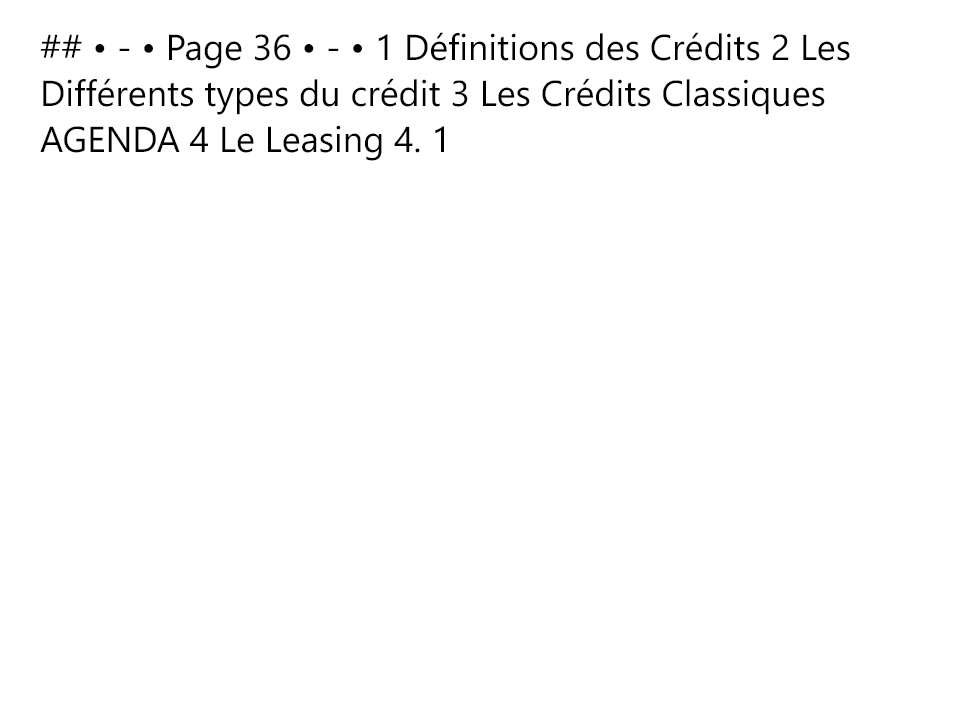 ## • - • Page 36 • - • 1 Définitions des Crédits 2 Les
Différents types du crédit 3 Les Crédits Classiques
AGENDA 4 Le Leasing 4. 1